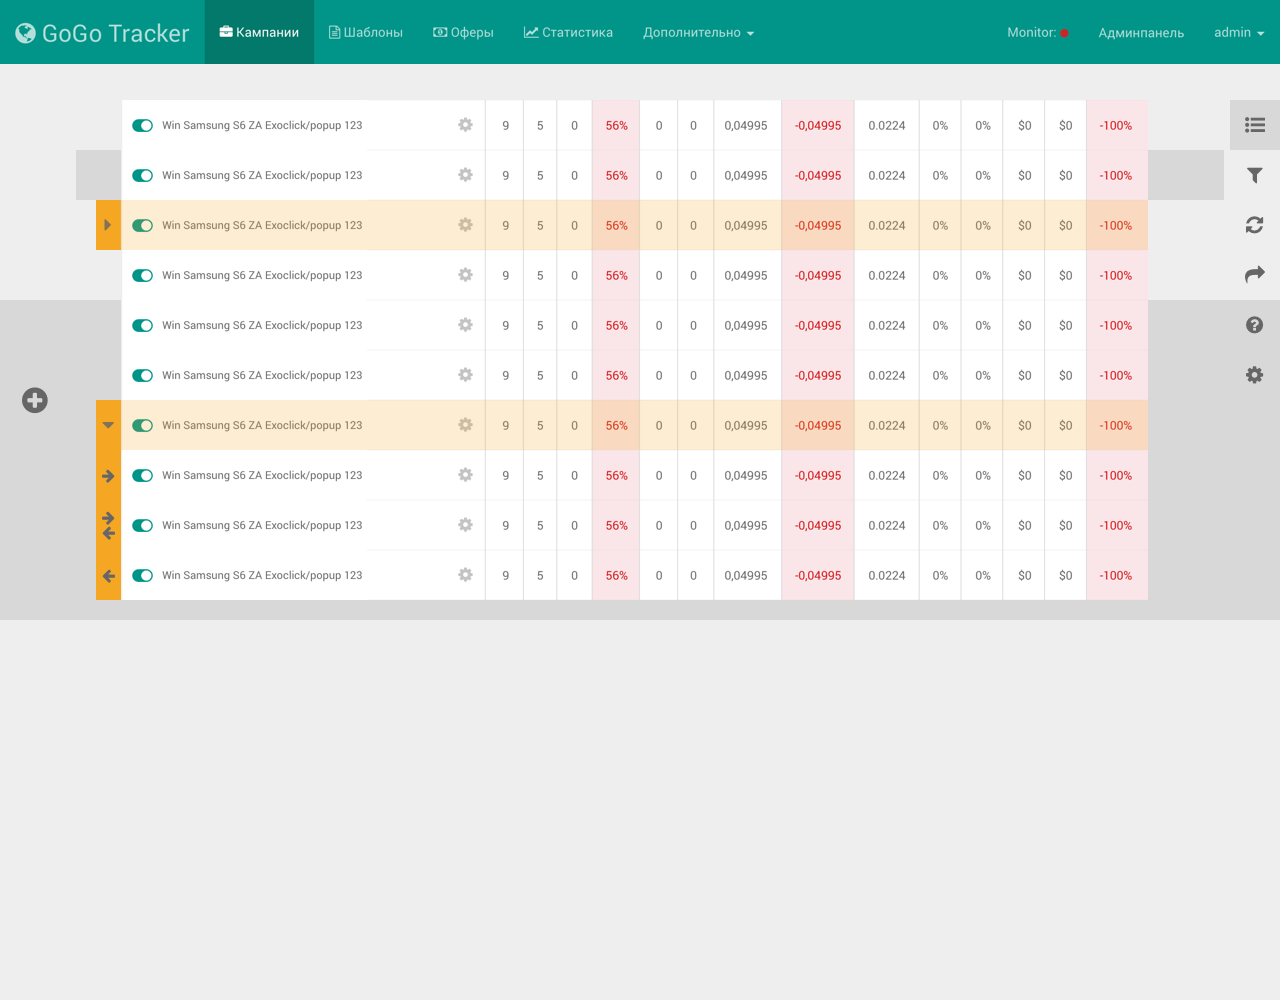 GoGo Tracker Кампании Шаблоны Оферы Статистика Дополнительно Monitor: Админпанель admin
Win Samsung S6 ZA Exoclick/popup 123 9 5 0 56% 0 0 0,04995 -0,04995 0.0224 0% 0% $0 $0 -100%
Win Samsung S6 ZA Exoclick/popup 123 9 5 0 56% 0 0 0,04995 -0,04995 0.0224 0% 0% $0 $0 -100%
Win Samsung S6 ZA Exoclick/popup 123 9 5 0 56% 0 0 0,04995 -0,04995 0.0224 0% 0% $0 $0 -100%
Win Samsung S6 ZA Exoclick/popup 123 9 5 0 56% 0 0 0,04995 -0,04995 0.0224 0% 0% $0 $0 -100%
Win Samsung S6 ZA Exoclick/popup 123 9 5 0 56% 0 0 0,04995 -0,04995 0.0224 0% 0% $0 $0 -100%
Win Samsung S6 ZA Exoclick/popup 123 9 5 0 56% 0 0 0,04995 -0,04995 0.0224 0% 0% $0 $0 -100%
Win Samsung S6 ZA Exoclick/popup 123 9 5 0 56% 0 0 0,04995 -0,04995 0.0224 0% 0% $0 $0 -100%
Win Samsung S6 ZA Exoclick/popup 123 9 5 0 56% 0 0 0,04995 -0,04995 0.0224 0% 0% $0 $0 -100%
Win Samsung S6 ZA Exoclick/popup 123 9 5 0 56% 0 0 0,04995 -0,04995 0.0224 0% 0% $0 $0 -100%
Win Samsung S6 ZA Exoclick/popup 123 9 5 0 56% 0 0 0,04995 -0,04995 0.0224 0% 0% $0 $0 -100%